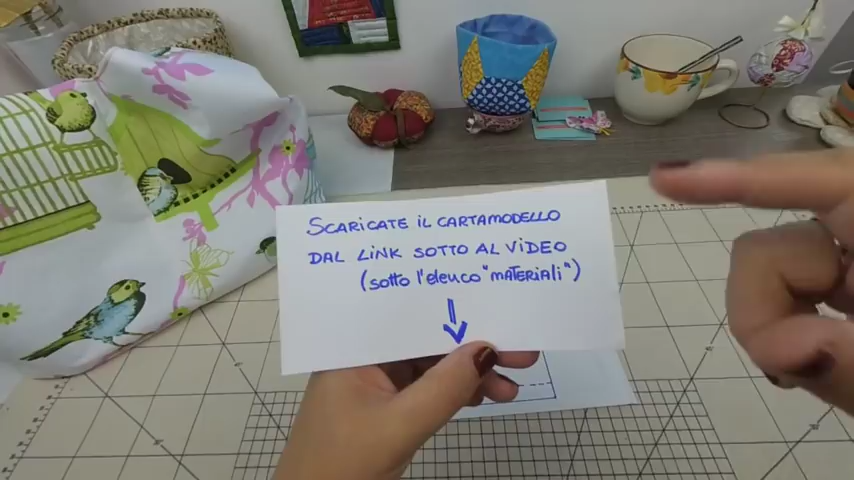 SCARICATE IL CARTAMODELLO
DAL LINK SOTTO AL VIDEO
(sotto l'elenco "MATERIALI")